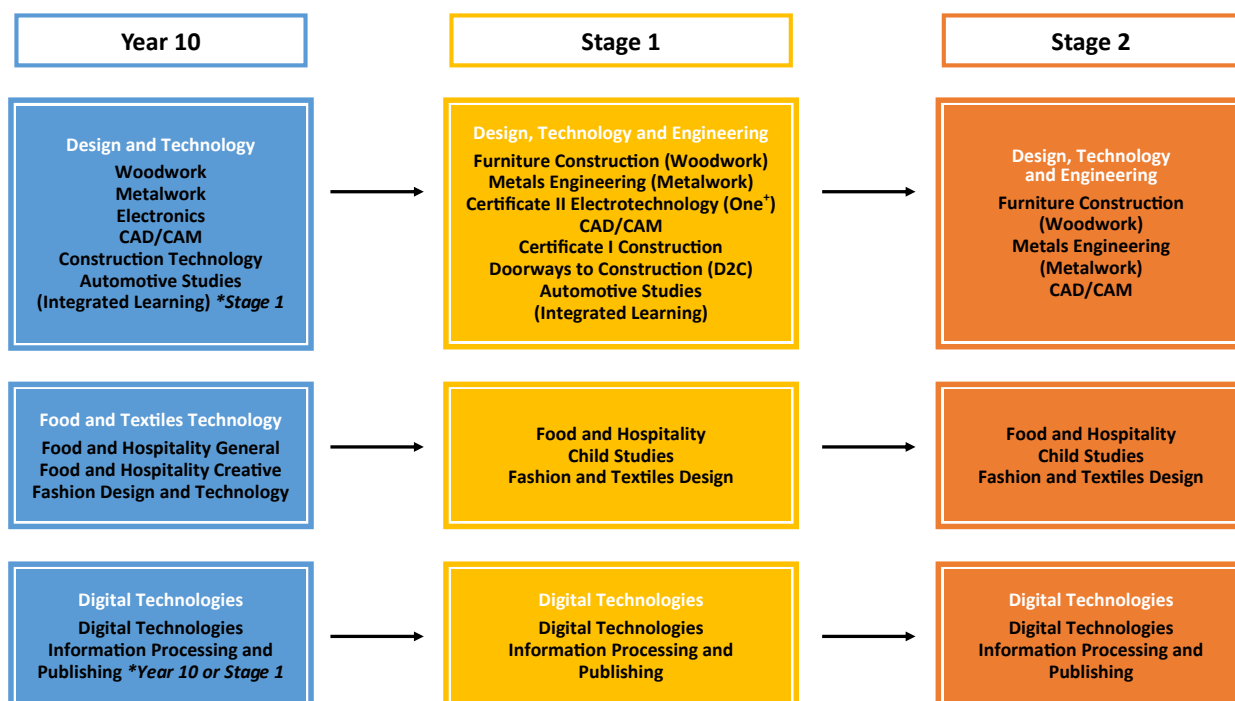 Year 10
Stage 1
Stage 2
Design and Technology
Woodwork
Metalwork
Electronics
CAD/CAM
Construction Technology
Automotive Studies
(Integrated Learning) *Stage 1
Design, Technology and Engineering
Furniture Construction (Woodwork)
Metals Engineering (Metalwork)
Certificate II Electrotechnology (One⁺)
CAD/CAM
Certificate I Construction
Doorways to Construction (D2C)
Automotive Studies
(Integrated Learning)
Design, Technology
and Engineering
Furniture Construction
(Woodwork)
Metals Engineering
(Metalwork)
CAD/CAM
Food and Textiles Technology
Food and Hospitality General
Food and Hospitality Creative
Fashion Design and Technology
Food and Hospitality
Child Studies
Fashion and Textiles Design
Food and Hospitality
Child Studies
Fashion and Textiles Design
Digital Technologies
Digital Technologies
Information Processing and
Publishing *Year 10 or Stage 1
Digital Technologies
Digital Technologies
Information Processing and
Publishing
Digital Technologies
Digital Technologies
Information Processing and
Publishing